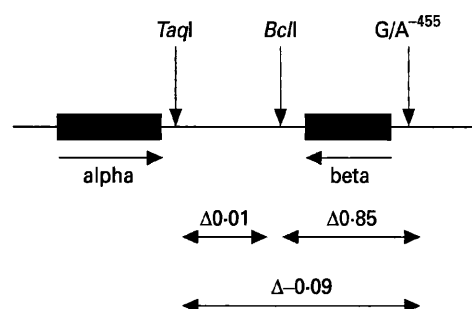 TaqI BclI G/A⁻⁴⁵⁵
alpha beta
Δ0·01 Δ0·85
Δ–0·09